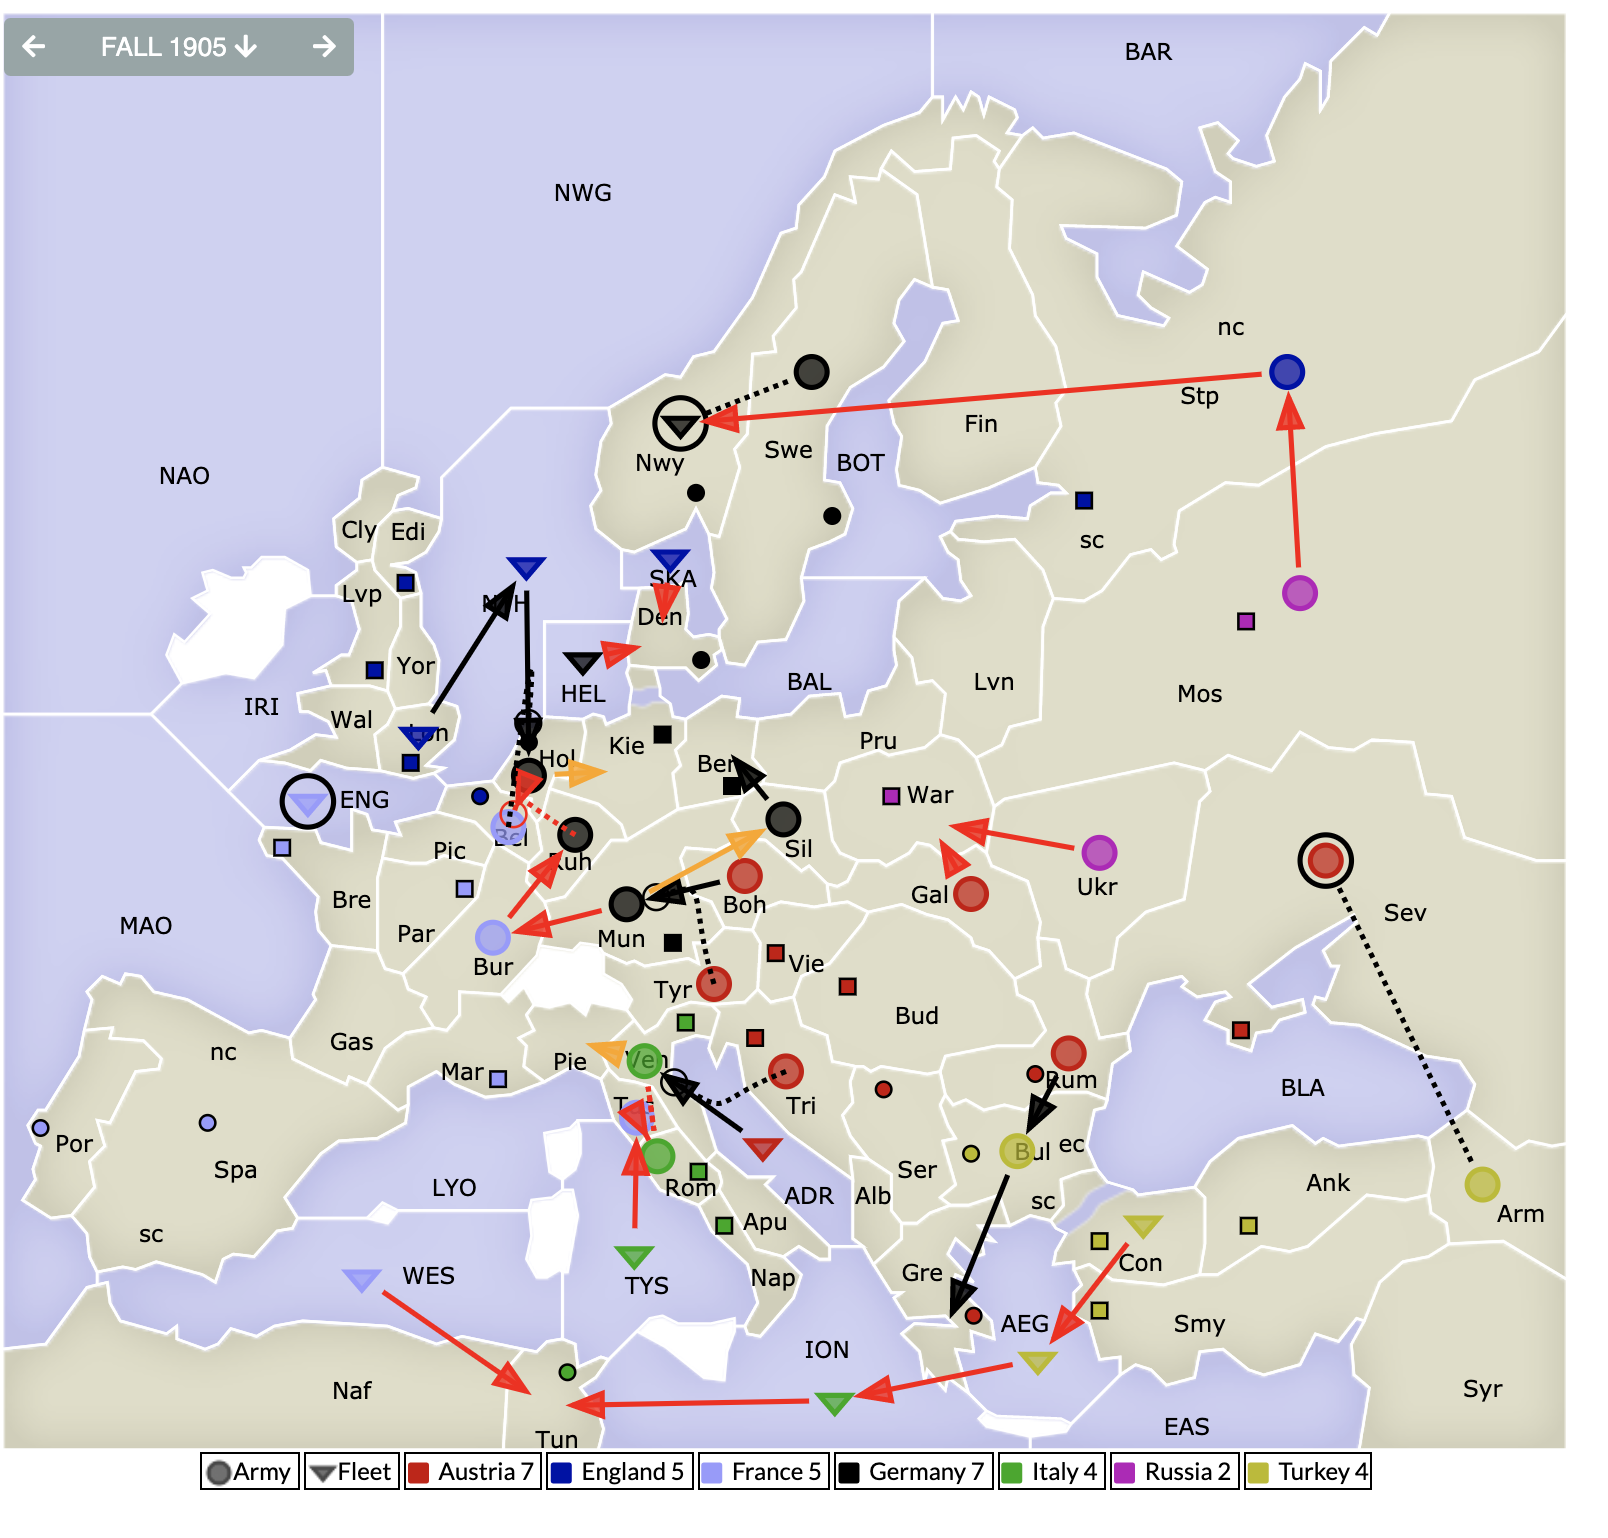 FALL 1905
BAR
NWG
nc
Stp
Fin
Swe
BOT
Nwy
NAO
Cly
Edi
sc
SKA
Lvp
Den
Yor
HEL
BAL
Lvn
Mos
IRI
Wal
Kie
Hol
Pru
Ber
ENG
War
Pic
Bel
Ruh
Sil
Ukr
Bre
Gal
Boh
Sev
MAO
Par
Mun
Bur
Vie
Tyr
Bud
Gas
nc
Pie
Ven
Mar
Rum
BLA
Tri
Por
Bul
ec
Spa
Ser
Rom
LYO
ADR
Alb
Ank
sc
Apu
Arm
sc
Con
WES
TYS
Nap
Gre
AEG
Smy
ION
Naf
Syr
EAS
Tun
Army
Fleet
Austria 7
England 5
France 5
Germany 7
Italy 4
Russia 2
Turkey 4